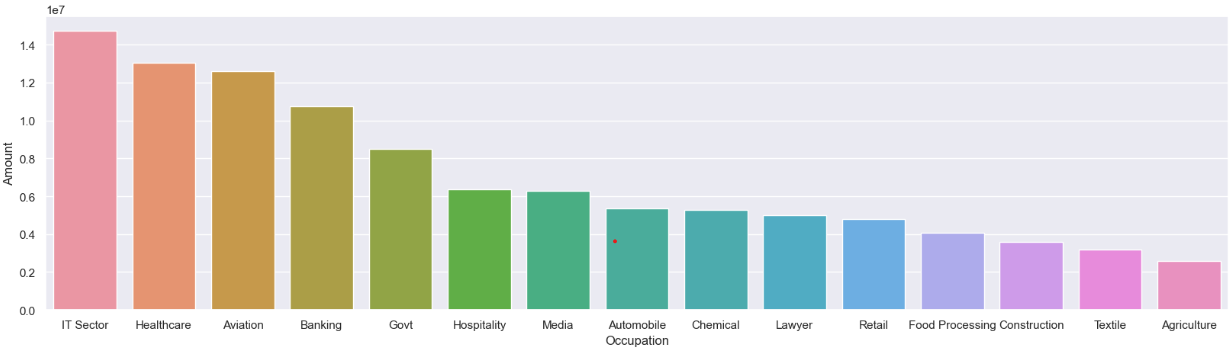 1e7
1.4
1.2
1.0
0.8
0.6
0.4
0.2
0.0
Amount
IT Sector Healthcare Aviation Banking Govt Hospitality Media Automobile Chemical Lawyer Retail Food Processing Construction Textile Agriculture
Occupation